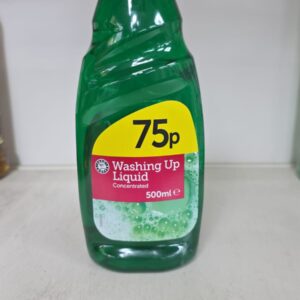 75p
Washing Up
Liquid
Concentrated
500ml e